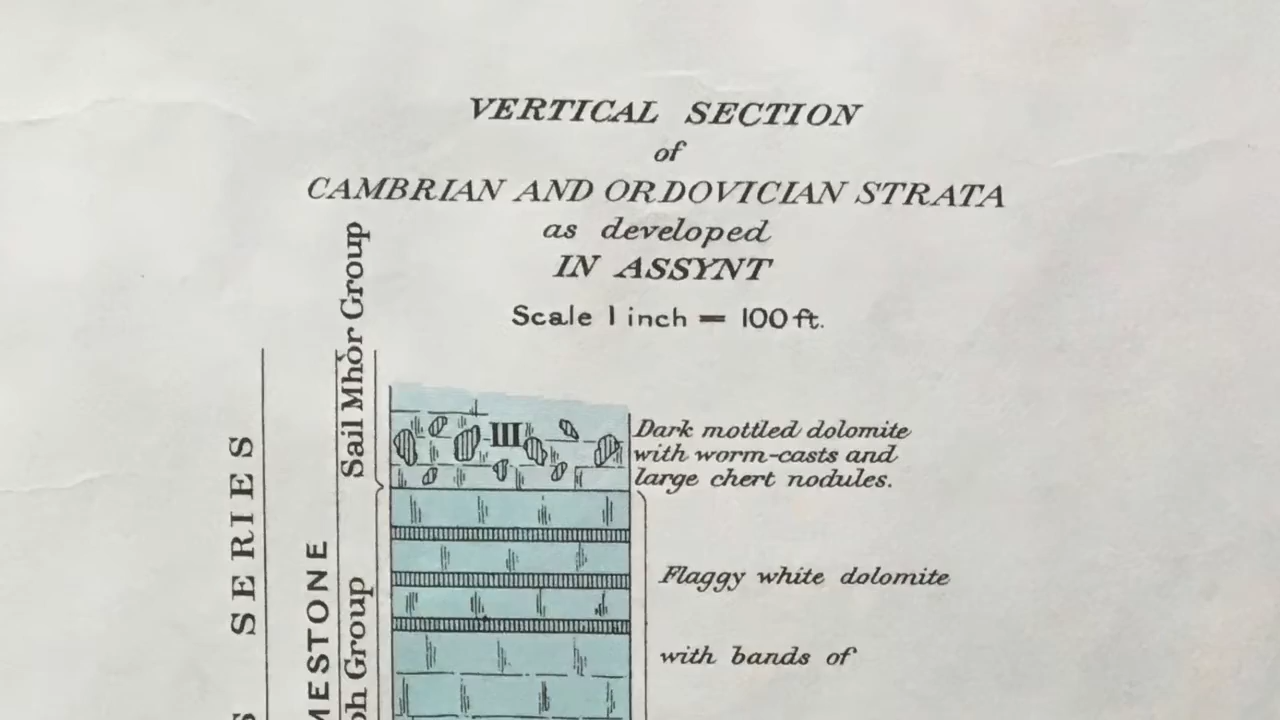 VERTICAL SECTION
of
CAMBRIAN AND ORDOVICIAN STRATA
as developed
IN ASSYNT
Scale 1 inch = 100 ft.
SERIES
Sail Mhòr Group
III
Dark mottled dolomite
with worm-casts and
large chert nodules.
Flaggy white dolomite
with bands of
Group